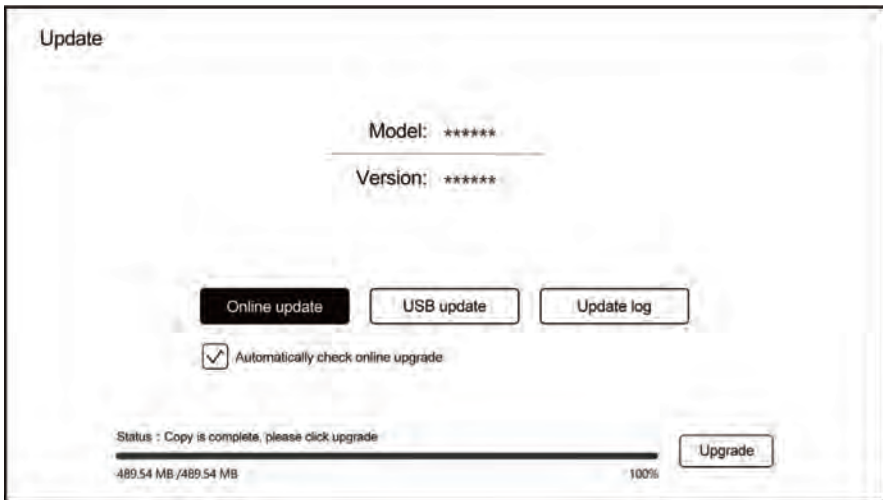 Update
Model: ******
Version: ******
Online update
USB update
Update log
Automatically check online upgrade
Status : Copy is complete, please click upgrade
Upgrade
489.54 MB /489.54 MB
100%